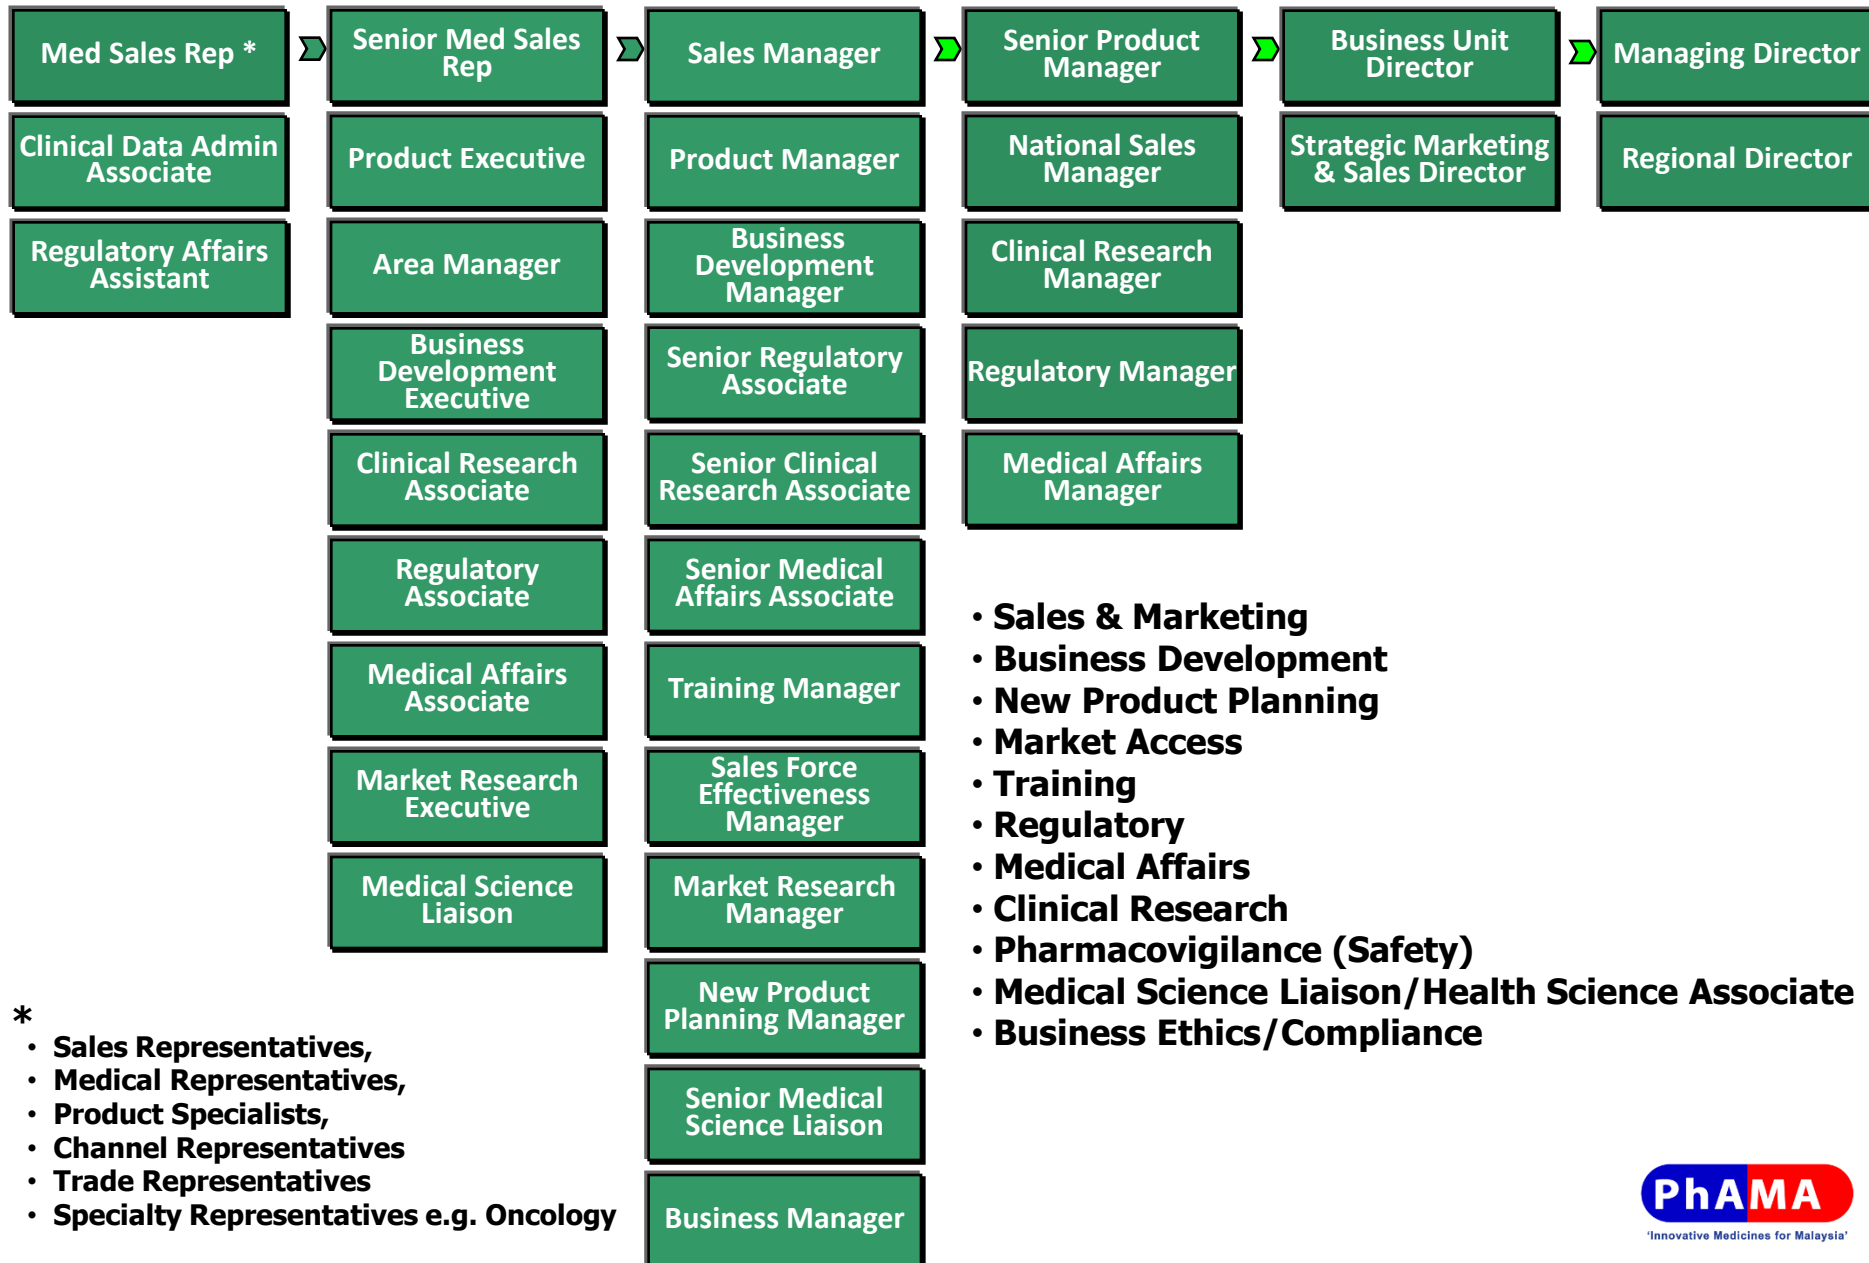 Med Sales Rep *
Senior Med Sales
Rep
Sales Manager
Senior Product
Manager
Business Unit
Director
Managing Director
Clinical Data Admin
Associate
Product Executive
Product Manager
National Sales
Manager
Strategic Marketing
& Sales Director
Regional Director
Regulatory Affairs
Assistant
Area Manager
Business
Development
Manager
Clinical Research
Manager
Business
Development
Executive
Senior Regulatory
Associate
Regulatory Manager
Clinical Research
Associate
Senior Clinical
Research Associate
Medical Affairs
Manager
Regulatory
Associate
Senior Medical
Affairs Associate
Medical Affairs
Associate
Training Manager
Market Research
Executive
Sales Force
Effectiveness
Manager
Medical Science
Liaison
Market Research
Manager
New Product
Planning Manager
Senior Medical
Science Liaison
Business Manager
• Sales & Marketing
• Business Development
• New Product Planning
• Market Access
• Training
• Regulatory
• Medical Affairs
• Clinical Research
• Pharmacovigilance (Safety)
• Medical Science Liaison/Health Science Associate
• Business Ethics/Compliance
*
• Sales Representatives,
• Medical Representatives,
• Product Specialists,
• Channel Representatives
• Trade Representatives
• Specialty Representatives e.g. Oncology
PhAMA
'Innovative Medicines for Malaysia'